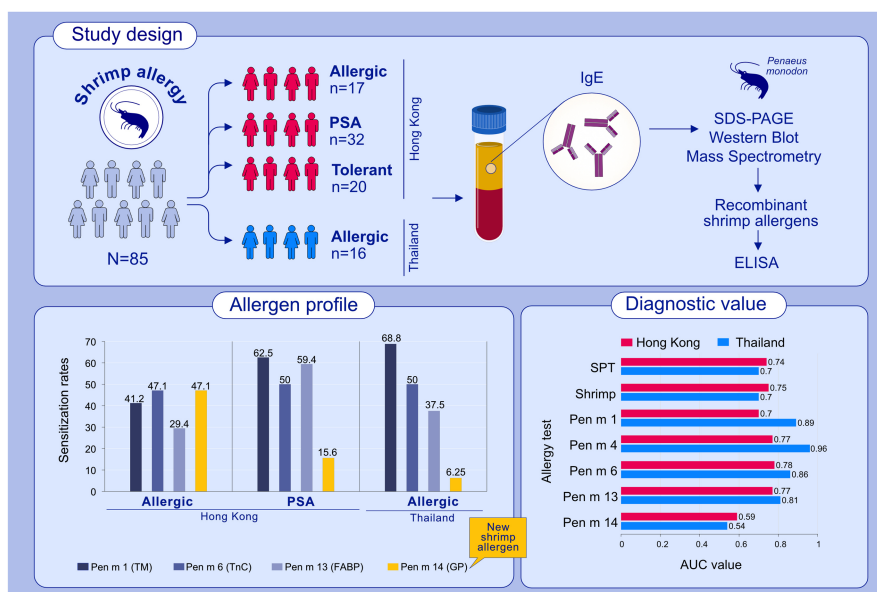 Study design
Shrimp allergy
N=85
Allergic
n=17
PSA
n=32
Tolerant
n=20
Hong Kong
Allergic
n=16
Thailand
IgE
Penaeus
monodon
SDS-PAGE
Western Blot
Mass Spectrometry
Recombinant
shrimp allergens
ELISA
Allergen profile
Sensitization rates
70
60
50
40
30
20
10
0
41.2
47.1
29.4
47.1
62.5
50
59.4
15.6
68.8
50
37.5
6.25
Allergic
PSA
Allergic
Hong Kong
Thailand
New
shrimp
allergen
Pen m 1 (TM)
Pen m 6 (TnC)
Pen m 13 (FABP)
Pen m 14 (GP)
Diagnostic value
Hong Kong
Thailand
Allergy test
SPT
0.74
0.7
Shrimp
0.75
0.7
Pen m 1
0.7
0.89
Pen m 4
0.77
0.96
Pen m 6
0.78
0.86
Pen m 13
0.77
0.81
Pen m 14
0.59
0.54
0
0.2
0.4
0.6
0.8
1
AUC value